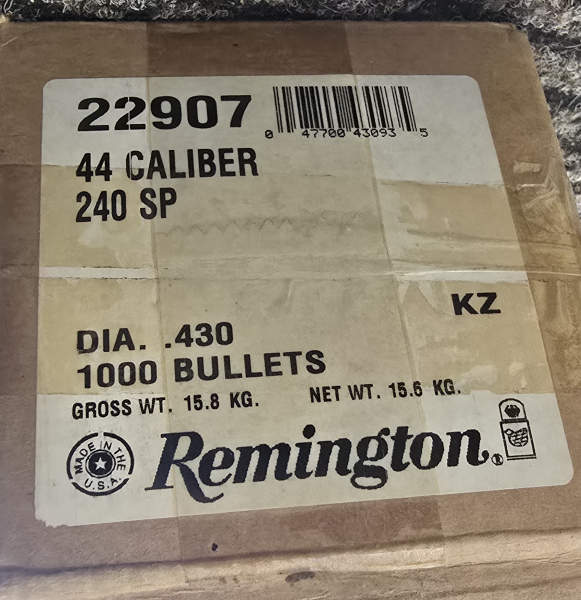 22907
0 47700 43093 5
44 CALIBER
240 SP
KZ
DIA. .430
1000 BULLETS
GROSS WT. 15.8 KG. NET WT. 15.6 KG.
MADE IN THE U.S.A.
Remington®